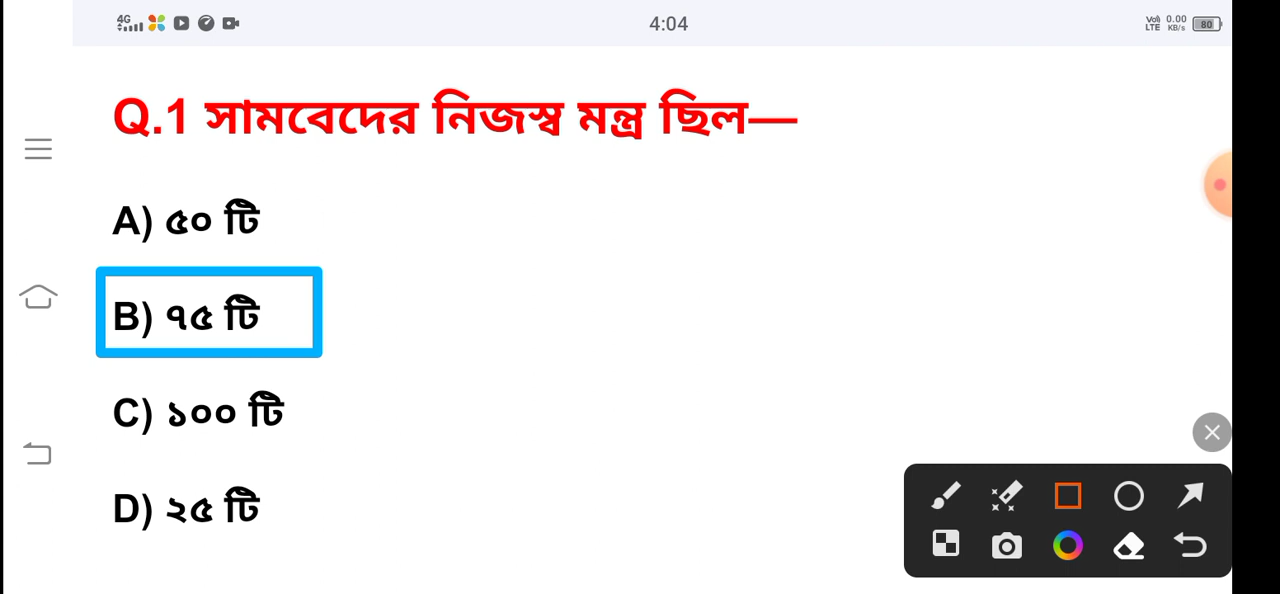 4G 4:04 Vo) LTE 0.00 KB/s 80
Q.1 সামবেদের নিজস্ব মন্ত্র ছিল—
A) ৫০ টি
B) ৭৫ টি
C) ১০০ টি
D) ২৫ টি